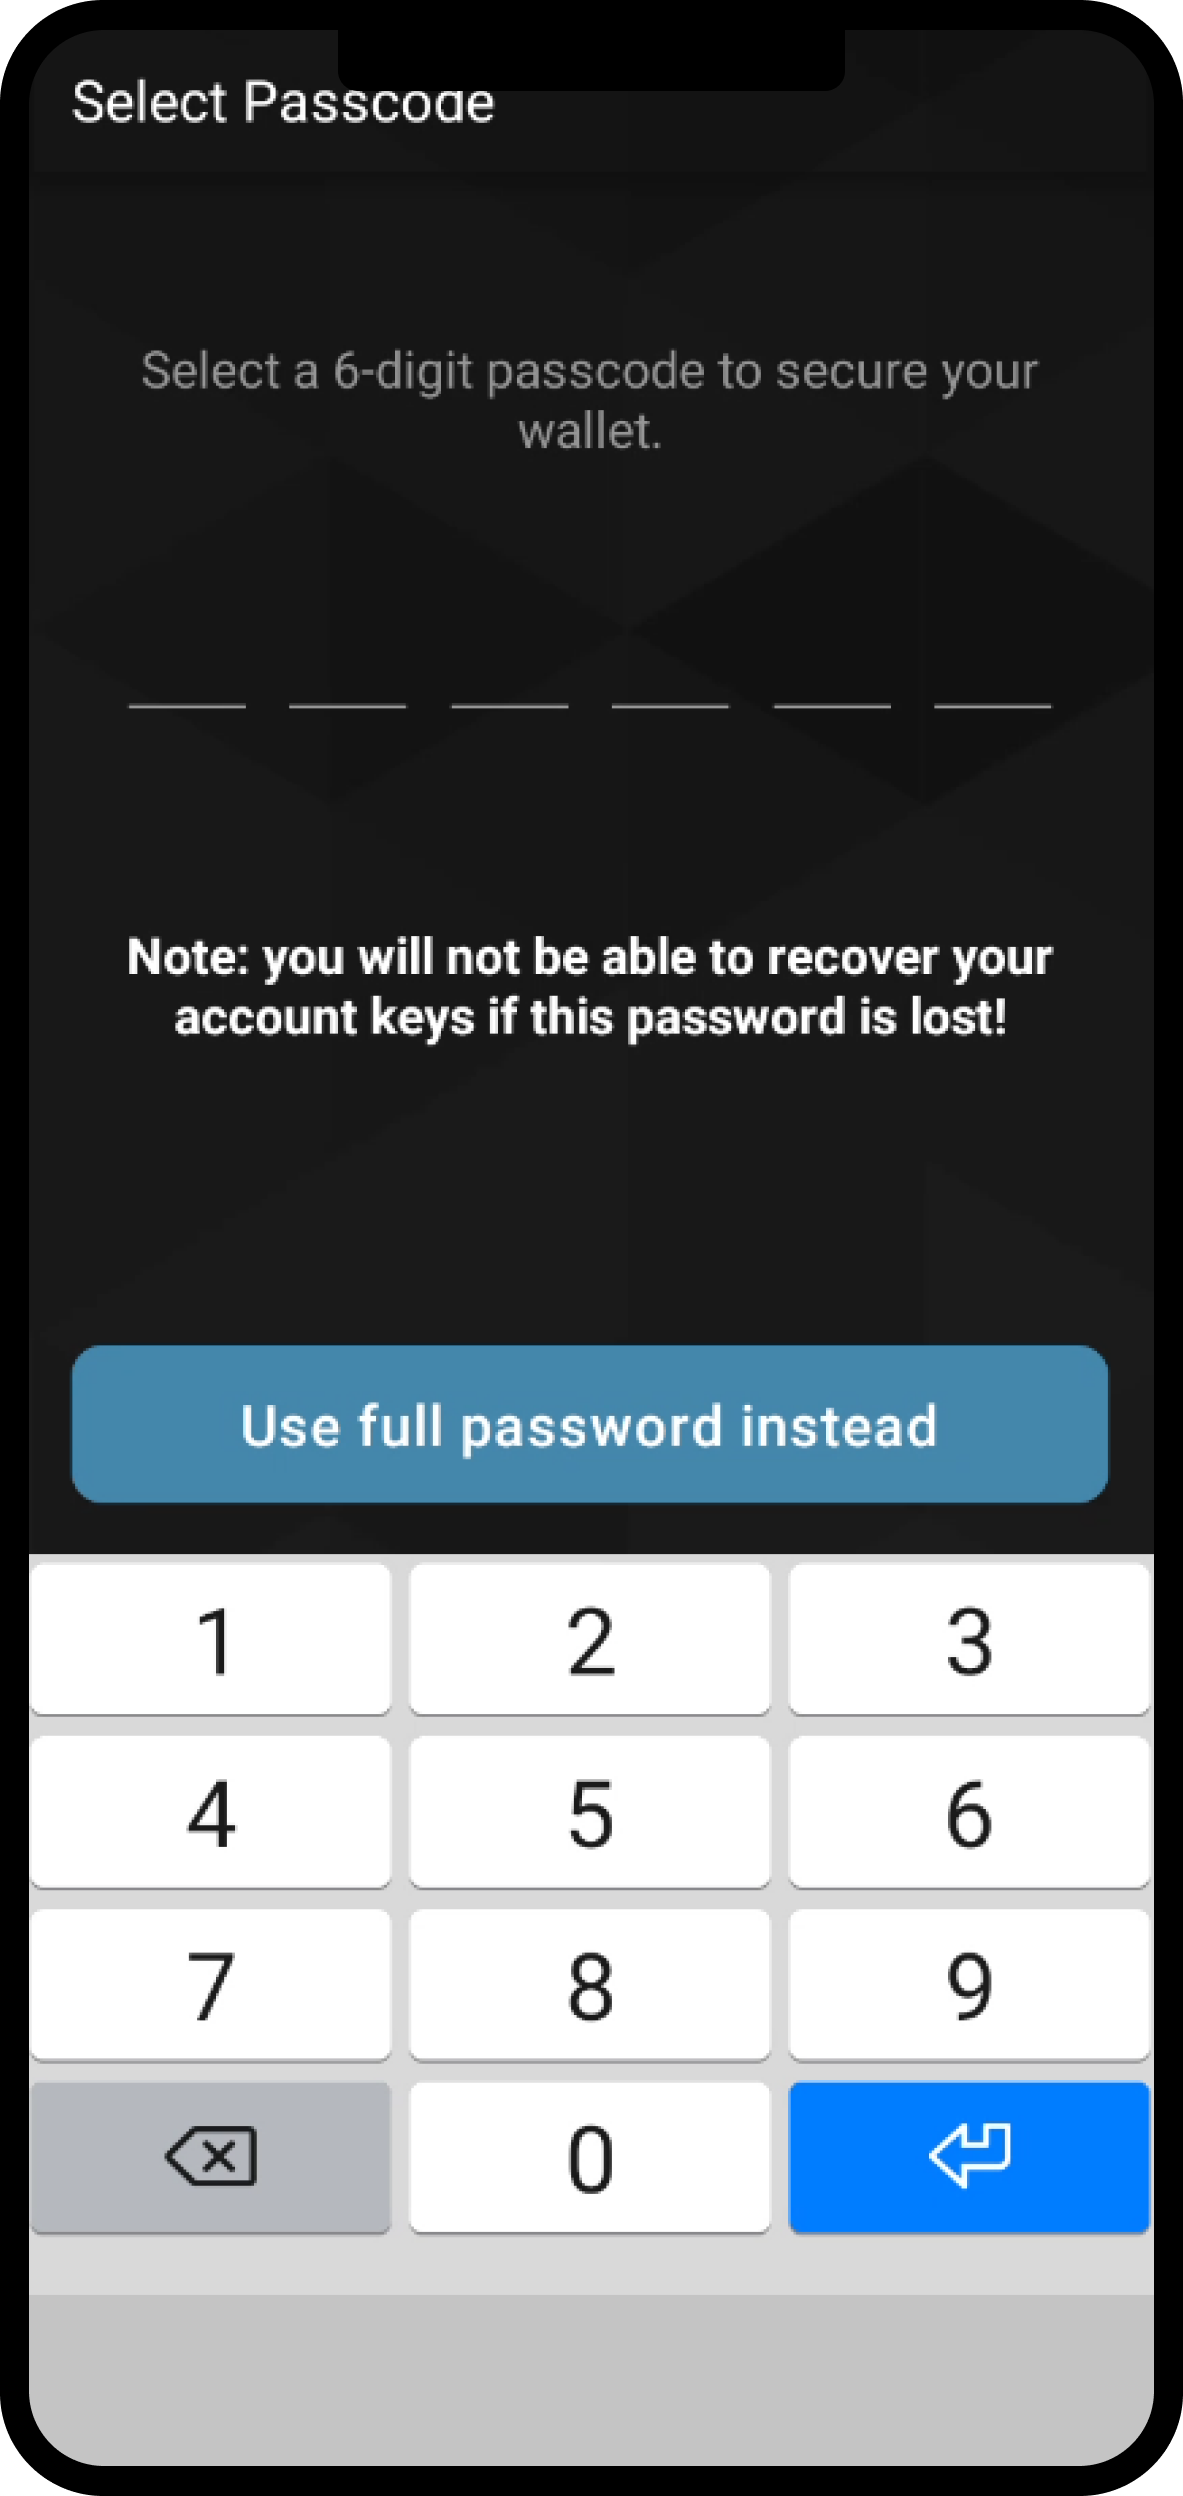 Select Passcode
Select a 6-digit passcode to secure your
wallet.
Note: you will not be able to recover your
account keys if this password is lost!
Use full password instead
1 2 3
4 5 6
7 8 9
0